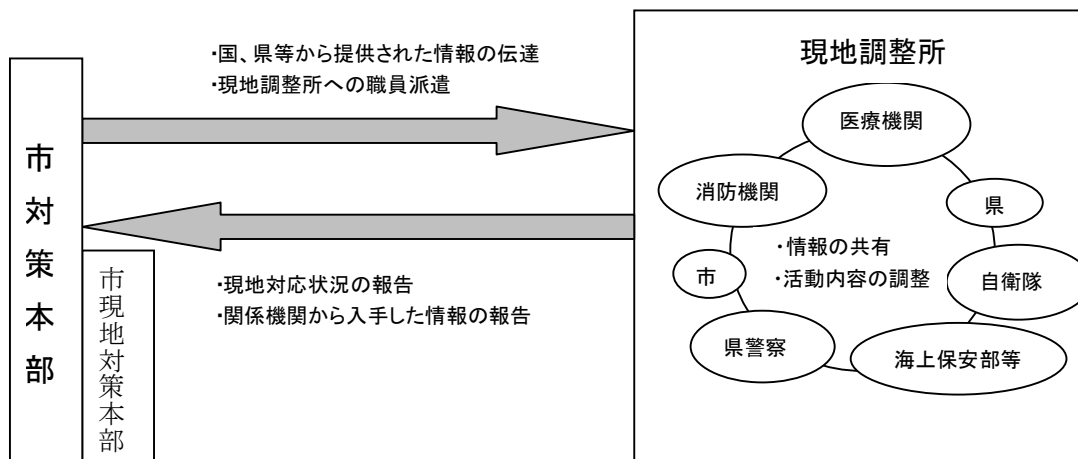 市対策本部
市現地対策本部
・国、県等から提供された情報の伝達
・現地調整所への職員派遣
・現地対応状況の報告
・関係機関から入手した情報の報告
現地調整所
医療機関
消防機関
県
・情報の共有
・活動内容の調整
市
自衛隊
県警察
海上保安部等